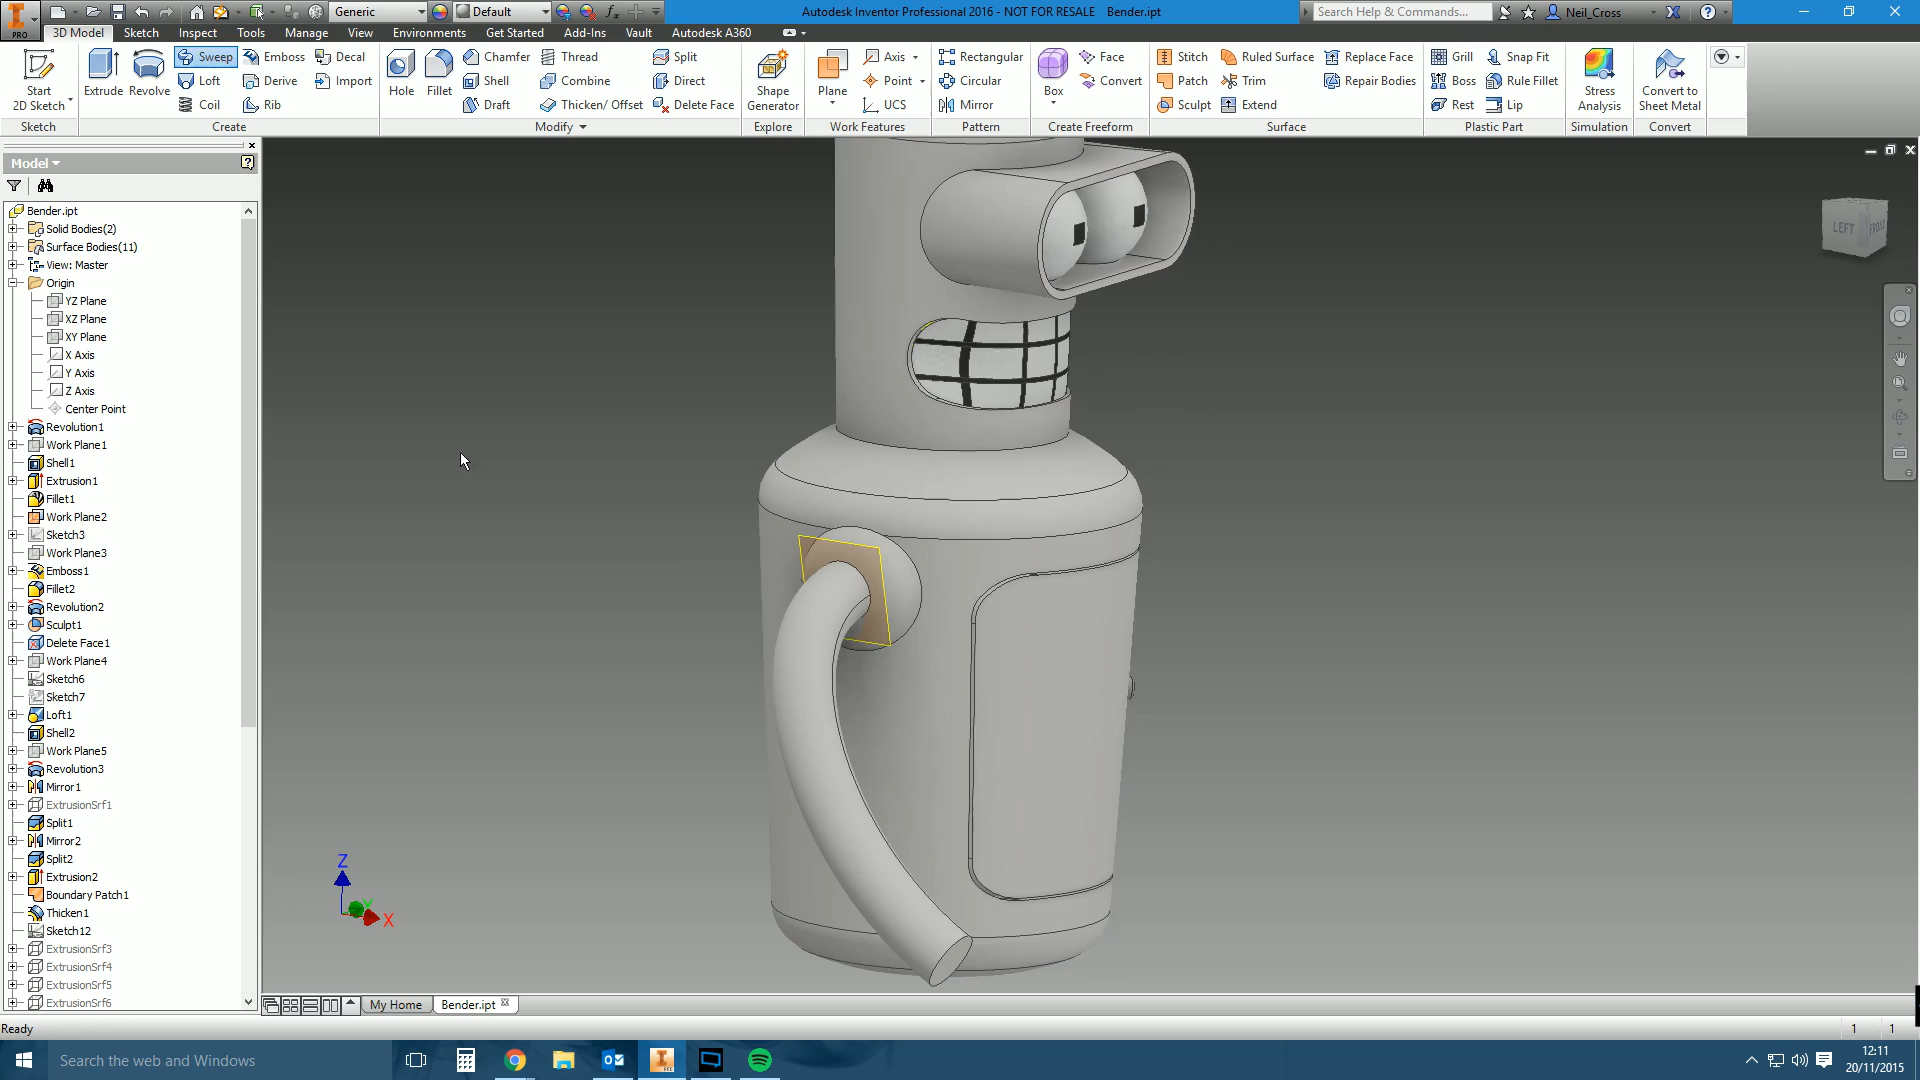 Generic
Default
Autodesk Inventor Professional 2016 - NOT FOR RESALE Bender.ipt
Search Help & Commands...
Neil_Cross
PRO
3D Model
Sketch
Inspect
Tools
Manage
View
Environments
Get Started
Add-Ins
Vault
Autodesk A360
Start
2D Sketch
Extrude
Revolve
Sweep
Loft
Coil
Emboss
Derive
Rib
Decal
Import
Hole
Fillet
Chamfer
Shell
Draft
Thread
Combine
Thicken/ Offset
Split
Direct
Delete Face
Shape
Generator
Plane
Axis
Point
UCS
Rectangular
Circular
Mirror
Box
Face
Convert
Stitch
Patch
Sculpt
Ruled Surface
Trim
Extend
Replace Face
Repair Bodies
Grill
Boss
Rest
Snap Fit
Rule Fillet
Lip
Stress
Analysis
Convert to
Sheet Metal
Sketch
Create
Modify
Explore
Work Features
Pattern
Create Freeform
Surface
Plastic Part
Simulation
Convert
Model
Bender.ipt
Solid Bodies(2)
Surface Bodies(11)
View: Master
Origin
YZ Plane
XZ Plane
XY Plane
X Axis
Y Axis
Z Axis
Center Point
Revolution1
Work Plane1
Shell1
Extrusion1
Fillet1
Work Plane2
Sketch3
Work Plane3
Emboss1
Fillet2
Revolution2
Sculpt1
Delete Face1
Work Plane4
Sketch6
Sketch7
Loft1
Shell2
Work Plane5
Revolution3
Mirror1
ExtrusionSrf1
Split1
Mirror2
Split2
Extrusion2
Boundary Patch1
Thicken1
Sketch12
ExtrusionSrf3
ExtrusionSrf4
ExtrusionSrf5
ExtrusionSrf6
LEFT
FRONT
Z
Y
X
My Home
Bender.ipt
Ready
1
1
Search the web and Windows
12:11
20/11/2015